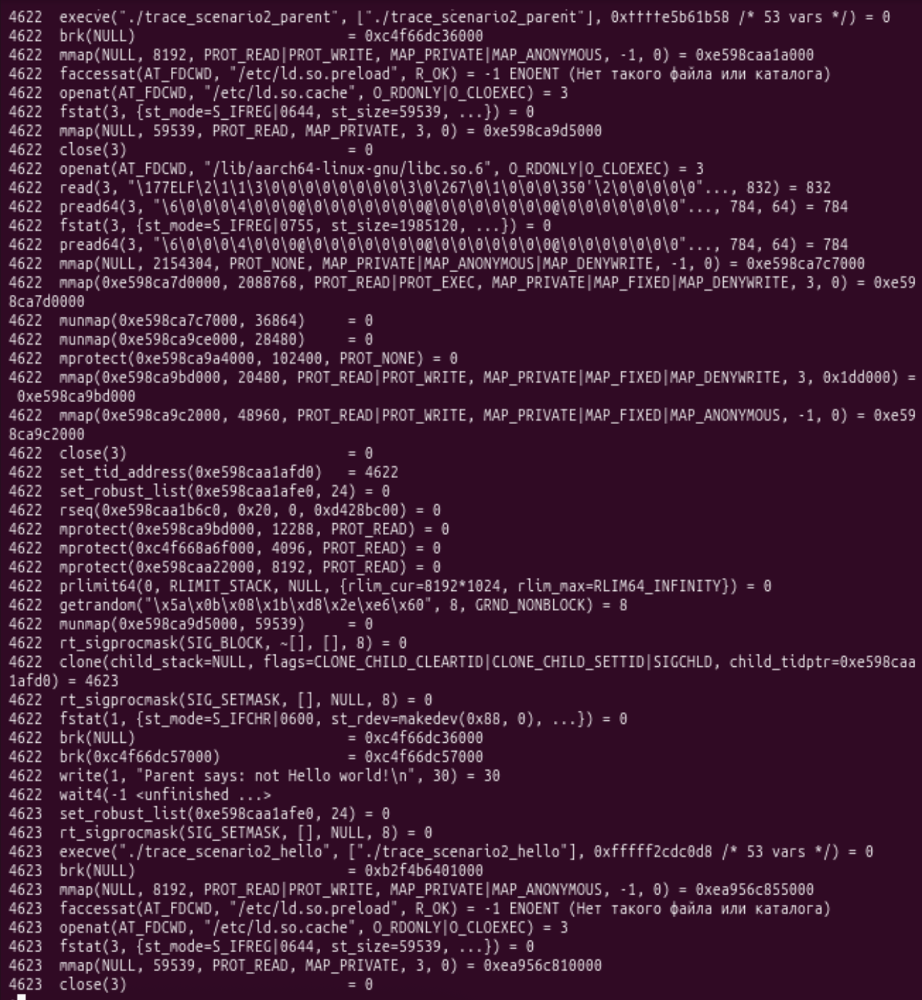 4622  execve("./trace_scenario2_parent", ["./trace_scenario2_parent"], 0xffffe5b61b58 /* 53 vars */) = 0
4622  brk(NULL)                         = 0xc4f66dc36000
4622  mmap(NULL, 8192, PROT_READ|PROT_WRITE, MAP_PRIVATE|MAP_ANONYMOUS, -1, 0) = 0xe598caa1a000
4622  faccessat(AT_FDCWD, "/etc/ld.so.preload", R_OK) = -1 ENOENT (Нет такого файла или каталога)
4622  openat(AT_FDCWD, "/etc/ld.so.cache", O_RDONLY|O_CLOEXEC) = 3
4622  fstat(3, {st_mode=S_IFREG|0644, st_size=59539, ...}) = 0
4622  mmap(NULL, 59539, PROT_READ, MAP_PRIVATE, 3, 0) = 0xe598ca9d5000
4622  close(3)                          = 0
4622  openat(AT_FDCWD, "/lib/aarch64-linux-gnu/libc.so.6", O_RDONLY|O_CLOEXEC) = 3
4622  read(3, "\177ELF\2\1\1\3\0\0\0\0\0\0\0\0\3\0\267\0\1\0\0\0\350'\2\0\0\0\0\0"..., 832) = 832
4622  pread64(3, "\6\0\0\0\4\0\0\0@\0\0\0\0\0\0\0@\0\0\0\0\0\0\0@\0\0\0\0\0\0\0"..., 784, 64) = 784
4622  fstat(3, {st_mode=S_IFREG|0755, st_size=1985120, ...}) = 0
4622  pread64(3, "\6\0\0\0\4\0\0\0@\0\0\0\0\0\0\0@\0\0\0\0\0\0\0@\0\0\0\0\0\0\0"..., 784, 64) = 784
4622  mmap(NULL, 2154304, PROT_NONE, MAP_PRIVATE|MAP_ANONYMOUS|MAP_DENYWRITE, -1, 0) = 0xe598ca7c7000
4622  mmap(0xe598ca7d0000, 2088768, PROT_READ|PROT_EXEC, MAP_PRIVATE|MAP_FIXED|MAP_DENYWRITE, 3, 0) = 0xe59
8ca7d0000
4622  munmap(0xe598ca7c7000, 36864)     = 0
4622  munmap(0xe598ca9ce000, 28480)     = 0
4622  mprotect(0xe598ca9a4000, 102400, PROT_NONE) = 0
4622  mmap(0xe598ca9bd000, 20480, PROT_READ|PROT_WRITE, MAP_PRIVATE|MAP_FIXED|MAP_DENYWRITE, 3, 0x1dd000) =
 0xe598ca9bd000
4622  mmap(0xe598ca9c2000, 48960, PROT_READ|PROT_WRITE, MAP_PRIVATE|MAP_FIXED|MAP_ANONYMOUS, -1, 0) = 0xe59
8ca9c2000
4622  close(3)                          = 0
4622  set_tid_address(0xe598caa1afd0)   = 4622
4622  set_robust_list(0xe598caa1afe0, 24) = 0
4622  rseq(0xe598caa1b6c0, 0x20, 0, 0xd428bc00) = 0
4622  mprotect(0xe598ca9bd000, 12288, PROT_READ) = 0
4622  mprotect(0xc4f668a6f000, 4096, PROT_READ) = 0
4622  mprotect(0xe598caa22000, 8192, PROT_READ) = 0
4622  prlimit64(0, RLIMIT_STACK, NULL, {rlim_cur=8192*1024, rlim_max=RLIM64_INFINITY}) = 0
4622  getrandom("\x5a\x0b\x08\x1b\xd8\x2e\xe6\x60", 8, GRND_NONBLOCK) = 8
4622  munmap(0xe598ca9d5000, 59539)     = 0
4622  rt_sigprocmask(SIG_BLOCK, ~[], [], 8) = 0
4622  clone(child_stack=NULL, flags=CLONE_CHILD_CLEARTID|CLONE_CHILD_SETTID|SIGCHLD, child_tidptr=0xe598caa
1afd0) = 4623
4622  rt_sigprocmask(SIG_SETMASK, [], NULL, 8) = 0
4622  fstat(1, {st_mode=S_IFCHR|0600, st_rdev=makedev(0x88, 0), ...}) = 0
4622  brk(NULL)                         = 0xc4f66dc36000
4622  brk(0xc4f66dc57000)               = 0xc4f66dc57000
4622  write(1, "Parent says: not Hello world!\n", 30) = 30
4622  wait4(-1 <unfinished ...>
4623  set_robust_list(0xe598caa1afe0, 24) = 0
4623  rt_sigprocmask(SIG_SETMASK, [], NULL, 8) = 0
4623  execve("./trace_scenario2_hello", ["./trace_scenario2_hello"], 0xfffff2cdc0d8 /* 53 vars */) = 0
4623  brk(NULL)                         = 0xb2f4b6401000
4623  mmap(NULL, 8192, PROT_READ|PROT_WRITE, MAP_PRIVATE|MAP_ANONYMOUS, -1, 0) = 0xea956c855000
4623  faccessat(AT_FDCWD, "/etc/ld.so.preload", R_OK) = -1 ENOENT (Нет такого файла или каталога)
4623  openat(AT_FDCWD, "/etc/ld.so.cache", O_RDONLY|O_CLOEXEC) = 3
4623  fstat(3, {st_mode=S_IFREG|0644, st_size=59539, ...}) = 0
4623  mmap(NULL, 59539, PROT_READ, MAP_PRIVATE, 3, 0) = 0xea956c810000
4623  close(3)                          = 0